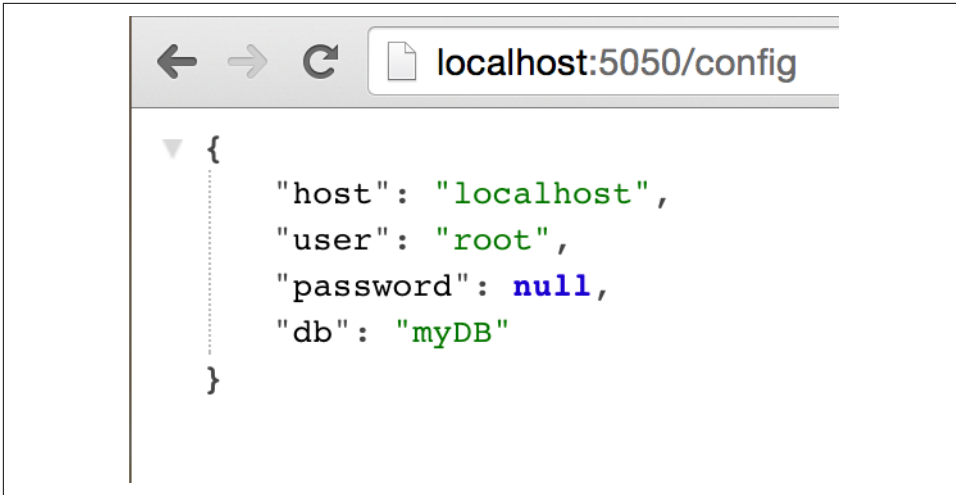 localhost:5050/config
{
"host": "localhost",
"user": "root",
"password": null,
"db": "myDB"
}